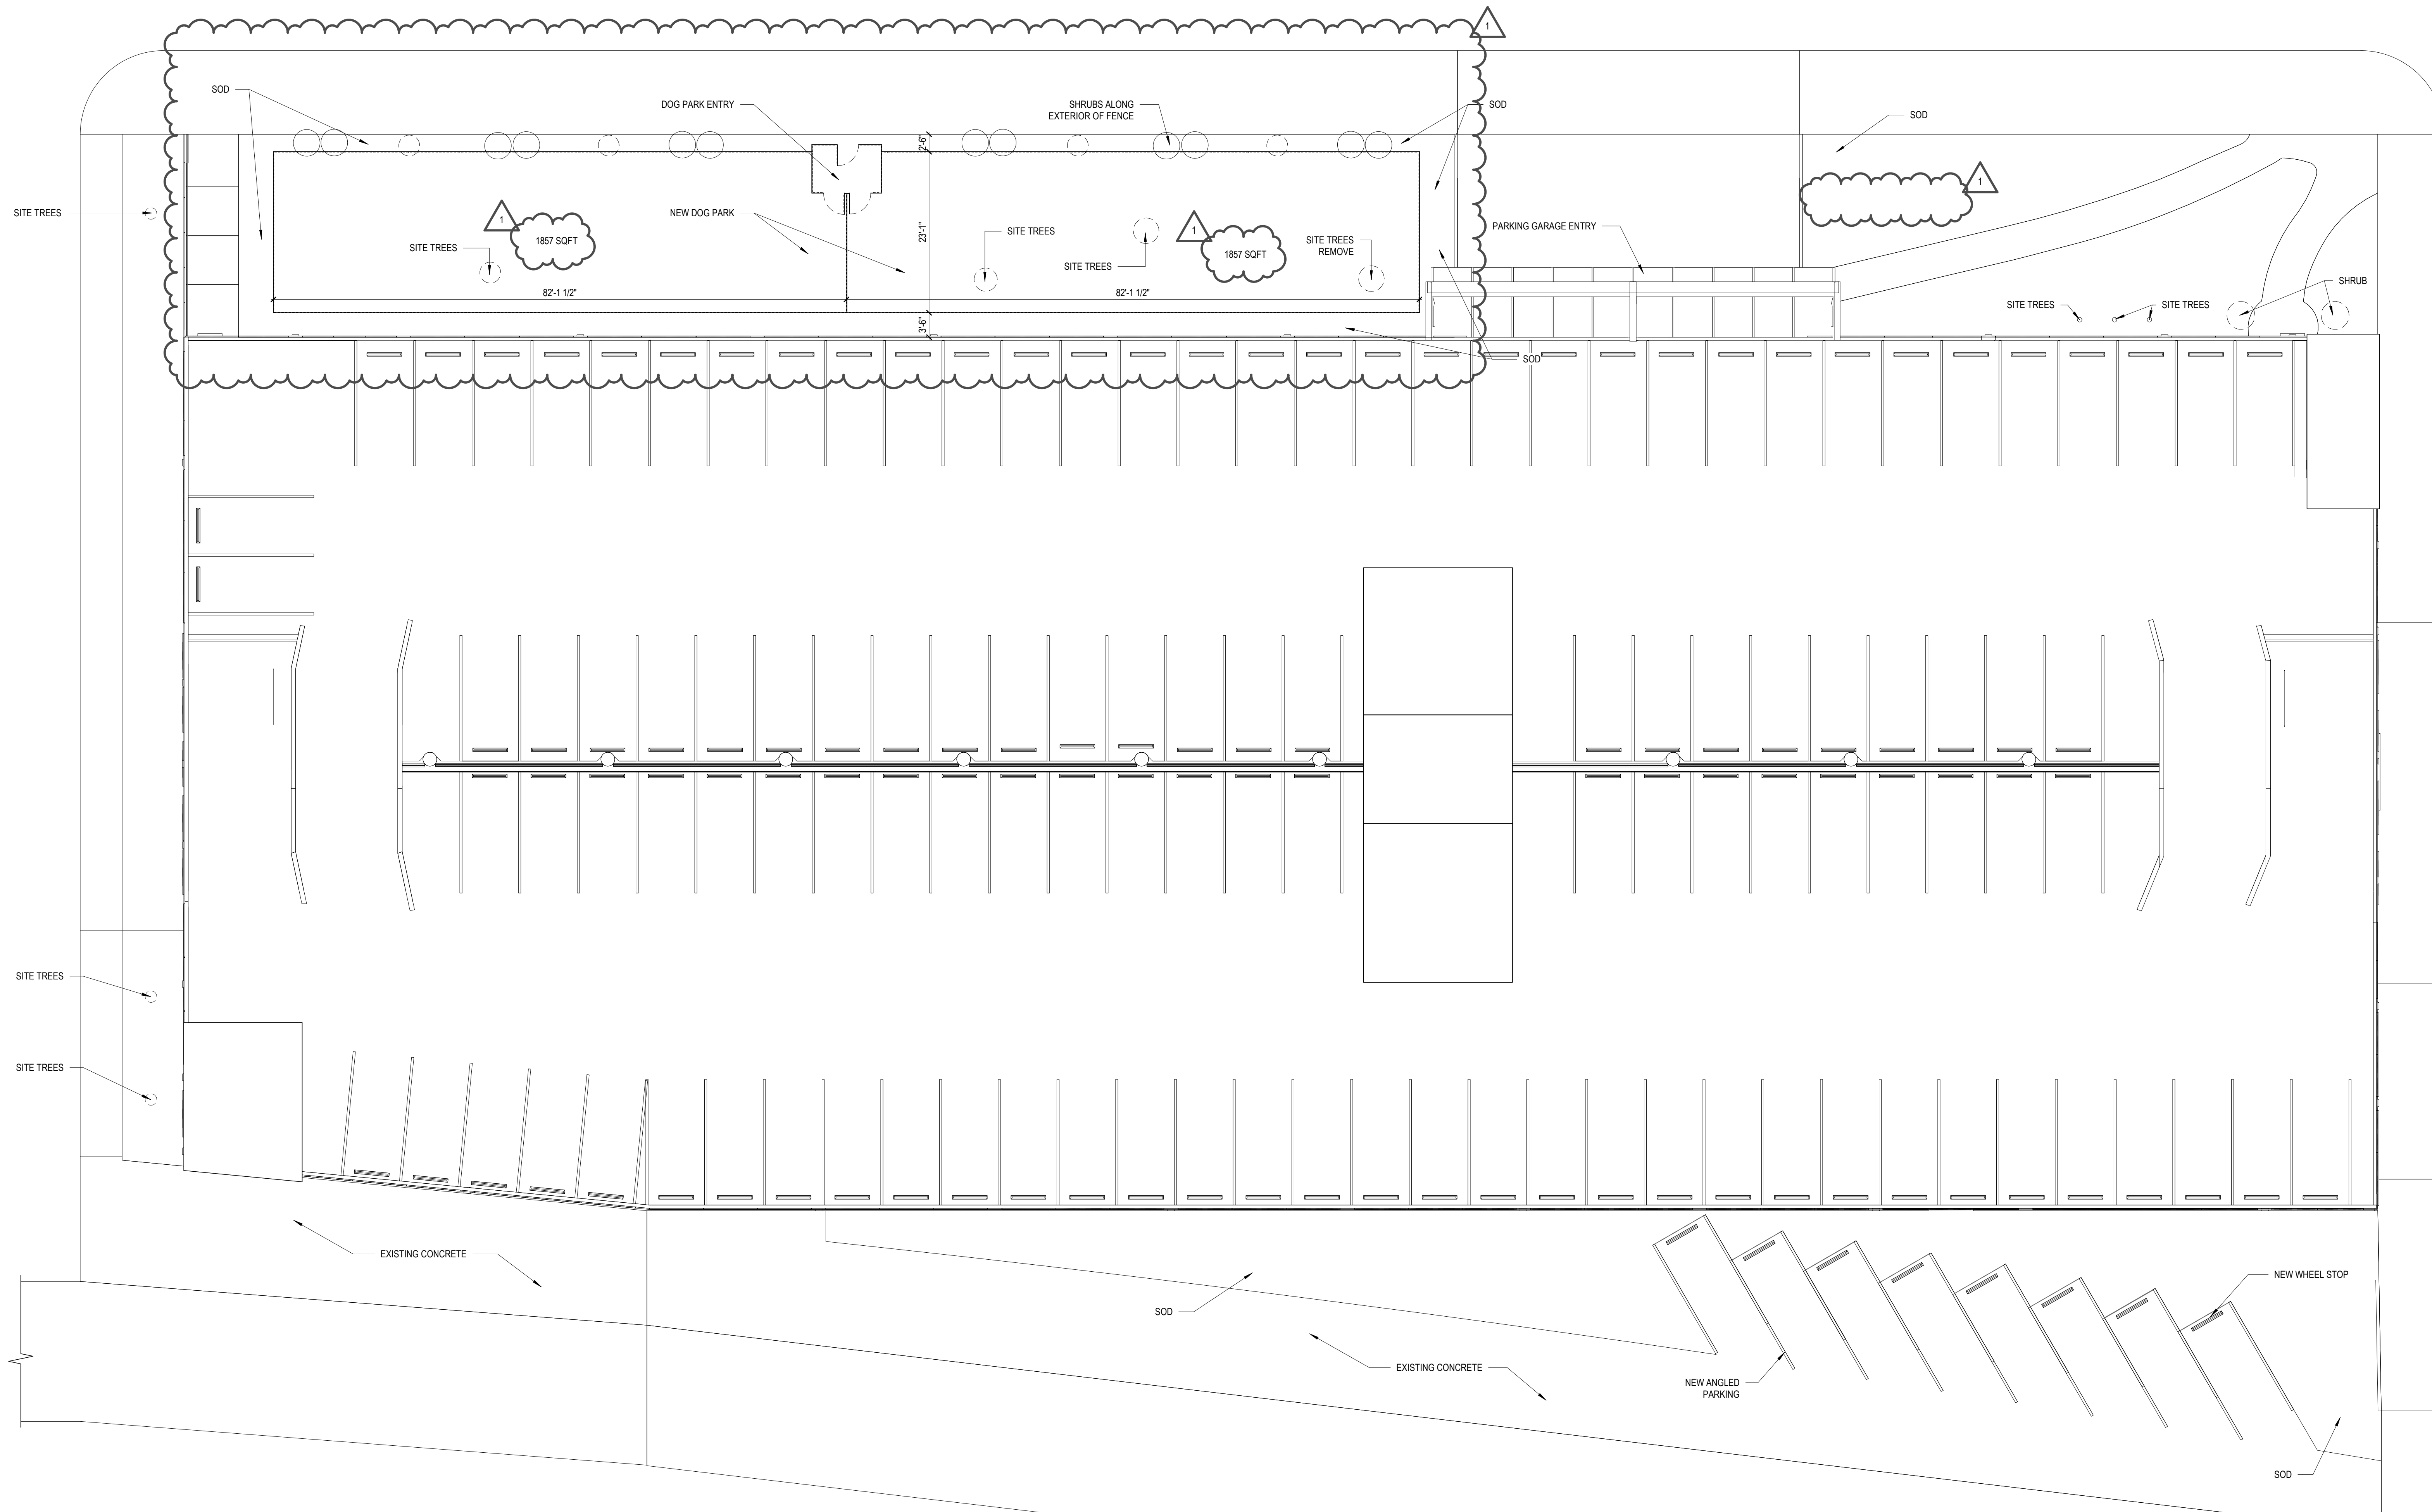 1
SOD
DOG PARK ENTRY
SHRUBS ALONG
EXTERIOR OF FENCE
SOD
SOD
2'-6"
1
SITE TREES
1
1857 SQFT
NEW DOG PARK
23'-1"
SITE TREES
1
1857 SQFT
SITE TREES
REMOVE
PARKING GARAGE ENTRY
SITE TREES
SITE TREES
82'-1 1/2"
82'-1 1/2"
SITE TREES
SITE TREES
SHRUB
3'-6"
SOD
SITE TREES
SITE TREES
EXISTING CONCRETE
NEW WHEEL STOP
SOD
EXISTING CONCRETE
NEW ANGLED
PARKING
SOD